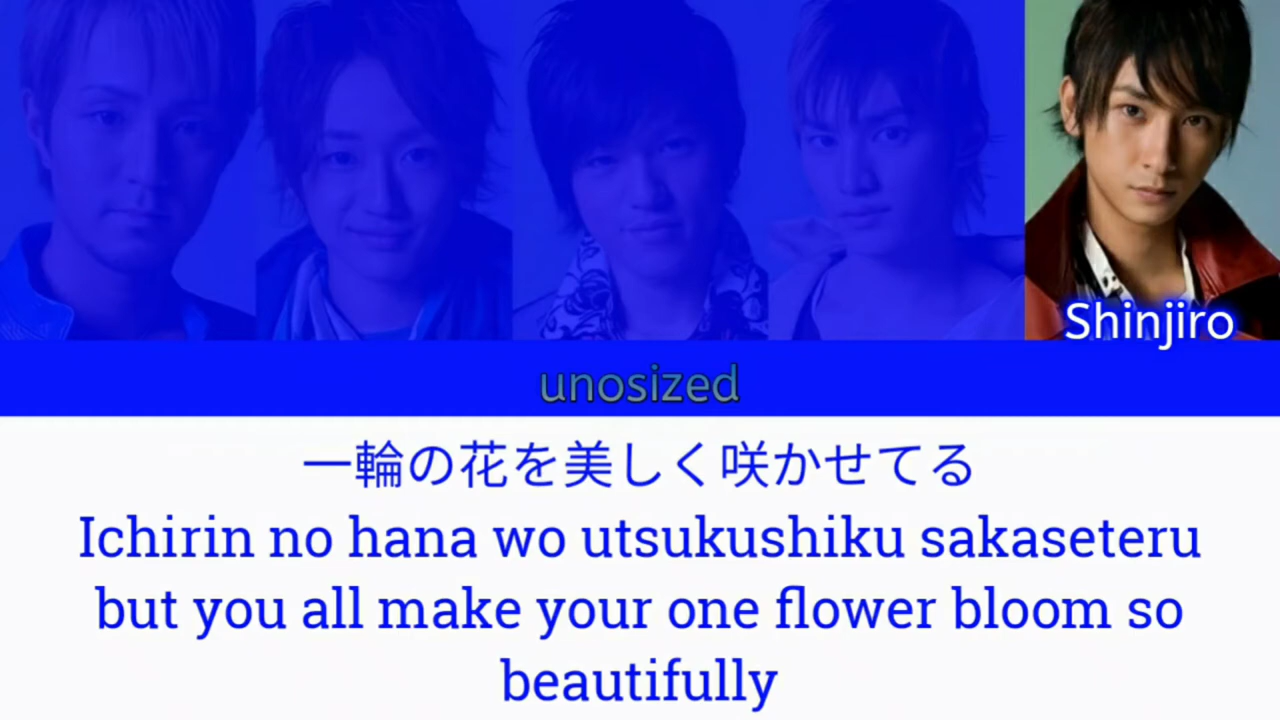 Shinjiro
unosized
一輪の花を美しく咲かせてる
Ichirin no hana wo utsukushiku sakaseteru
but you all make your one flower bloom so
beautifully